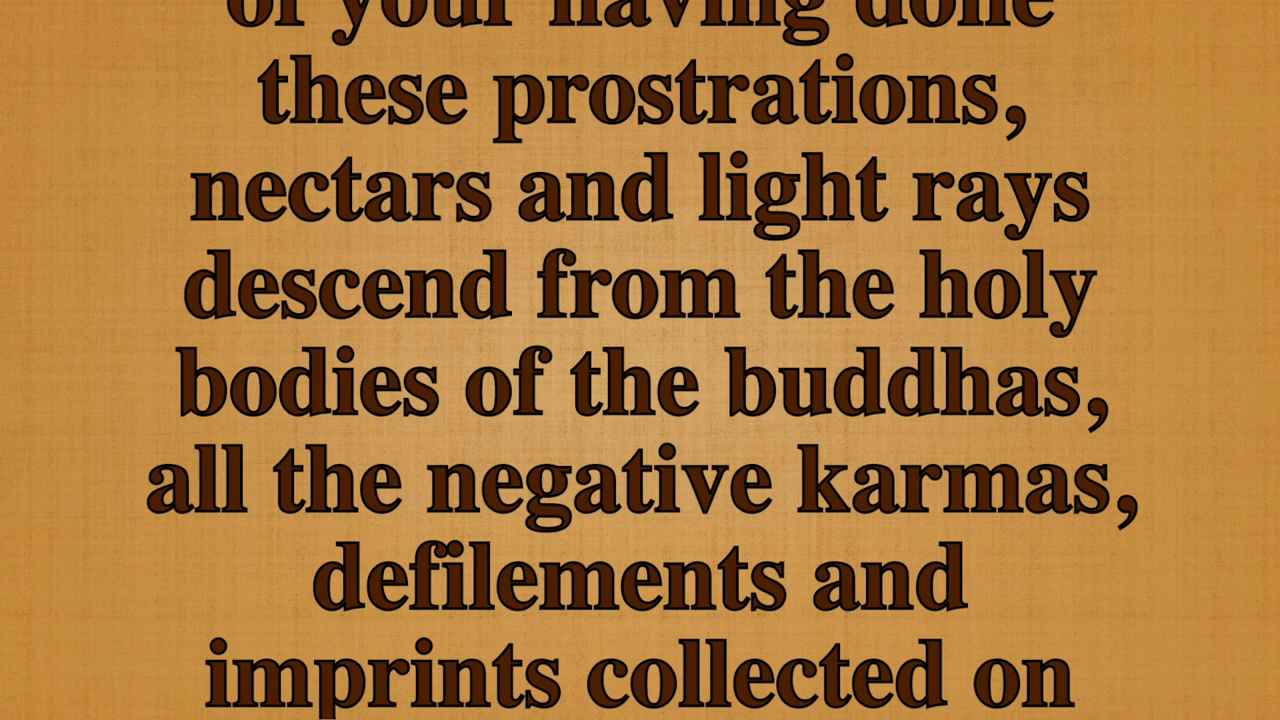 of your having done
these prostrations,
nectars and light rays
descend from the holy
bodies of the buddhas,
all the negative karmas,
defilements and
imprints collected on